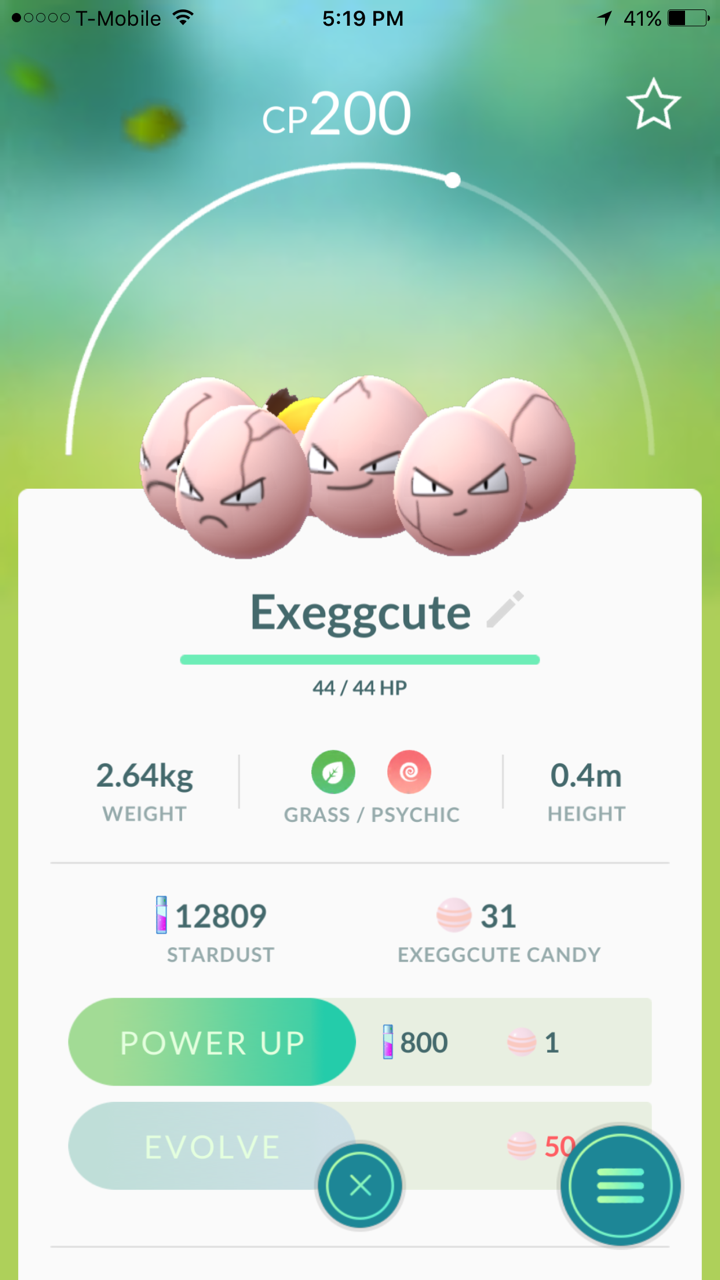 T-Mobile 5:19 PM 41%
CP200
Exeggcute
44 / 44 HP
2.64kg 0.4m
WEIGHT GRASS / PSYCHIC HEIGHT
12809 31
STARDUST EXEGGCUTE CANDY
POWER UP 800 1
EVOLVE 50